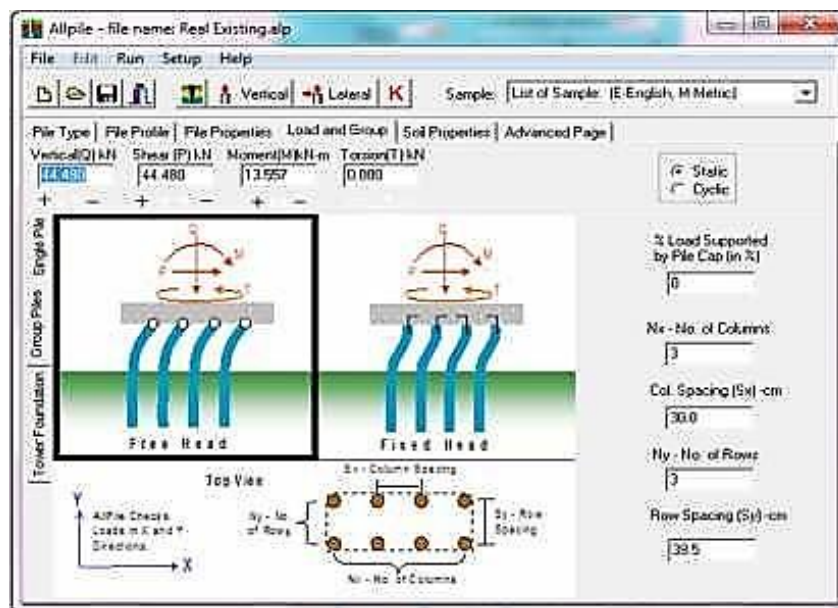 Allpile - file name: Real Existing.alp
File Edit Run Setup Help
Vertical Lateral K Sample: List of Sample: (E-English, M-Metric)
Pile Type Pile Profile Pile Properties Load and Group Soil Properties Advanced Page
Vertical(Q) kN Shear (P) kN Moment(M)kN-m Torsion(T) kN
44.480 44.480 13.557 0.000
+ - + - + -
Static
Cyclic
Single Pile
Group Piles
Tower Foundation
Q
M
P
T
Free Head
Q
M
P
T
Fixed Head
% Load Supported
by Pile Cap (in %)
0
Nx - No. of Columns
3
Col. Spacing (Sx) -cm
Ny - No. of Rows
3
Row Spacing (Sy) -cm
Top View
Sx - Column Spacing
Y
AllPile Checks
Loads in X and Y
Directions.
X
Ny - No.
of Rows
Sy - Row
Spacing
Nx - No. of Columns